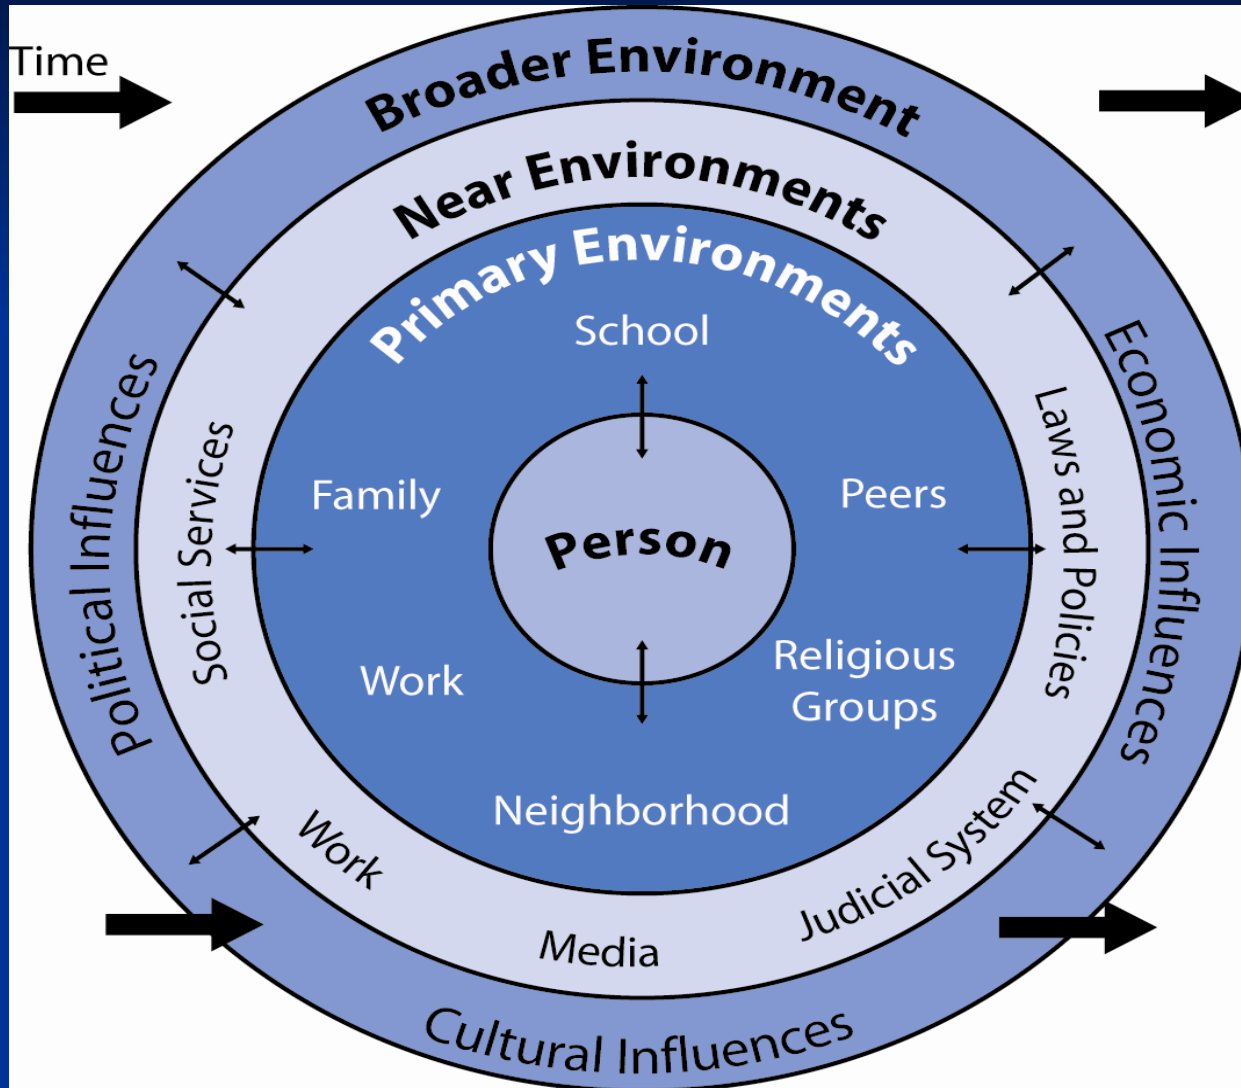 Time
Broader Environment
Near Environments
Primary Environments
School
Family
Peers
Person
Work
Religious
Groups
Neighborhood
Social Services
Laws and Policies
Work
Media
Judicial System
Political Influences
Economic Influences
Cultural Influences